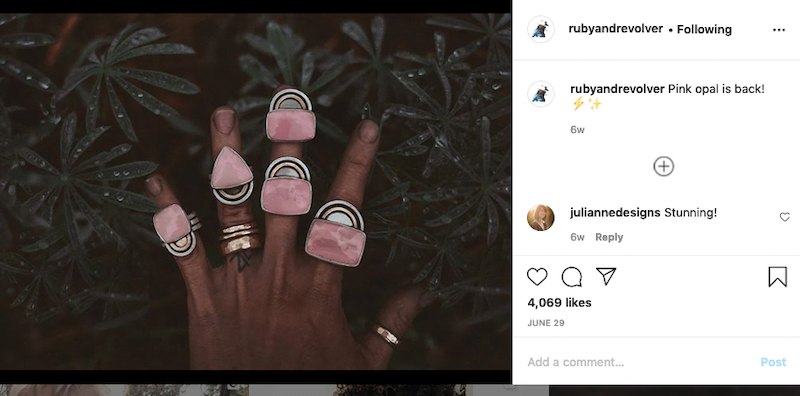 rubyandrevolver • Following
rubyandrevolver Pink opal is back!
⚡✨
6w
juliannedesigns Stunning!
6w Reply
4,069 likes
JUNE 29
Add a comment... Post